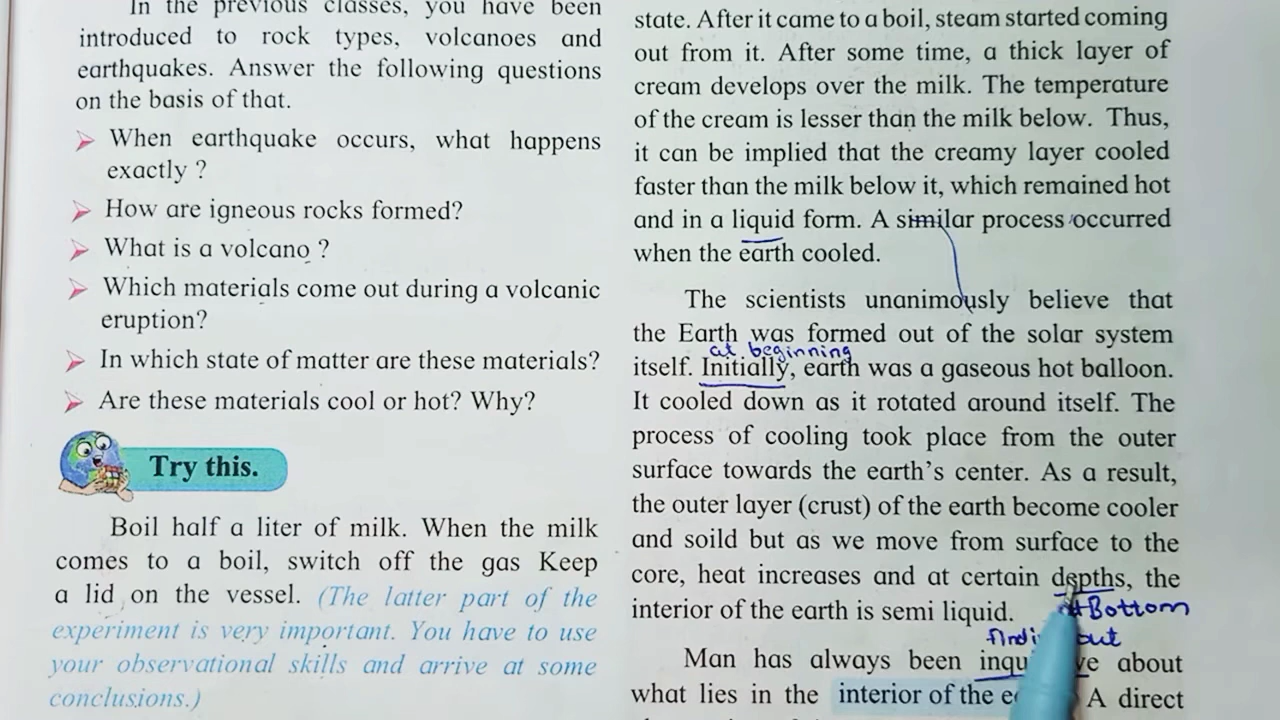 In the previous classes, you have been
introduced to rock types, volcanoes and
earthquakes. Answer the following questions
on the basis of that.
When earthquake occurs, what happens
exactly ?
How are igneous rocks formed?
What is a volcano ?
Which materials come out during a volcanic
eruption?
In which state of matter are these materials?
Are these materials cool or hot? Why?
Try this.
Boil half a liter of milk. When the milk
comes to a boil, switch off the gas Keep
a lid on the vessel. (The latter part of the
experiment is very important. You have to use
your observational skills and arrive at some
conclusions.)
state. After it came to a boil, steam started coming
out from it. After some time, a thick layer of
cream develops over the milk. The temperature
of the cream is lesser than the milk below. Thus,
it can be implied that the creamy layer cooled
faster than the milk below it, which remained hot
and in a liquid form. A similar process occurred
when the earth cooled.
The scientists unanimously believe that
the Earth was formed out of the solar system
at beginning
itself. Initially, earth was a gaseous hot balloon.
It cooled down as it rotated around itself. The
process of cooling took place from the outer
surface towards the earth's center. As a result,
the outer layer (crust) of the earth become cooler
and soild but as we move from surface to the
core, heat increases and at certain depths, the
interior of the earth is semi liquid.
Bottom
out
Man has always been about
what lies in the interior of the A direct